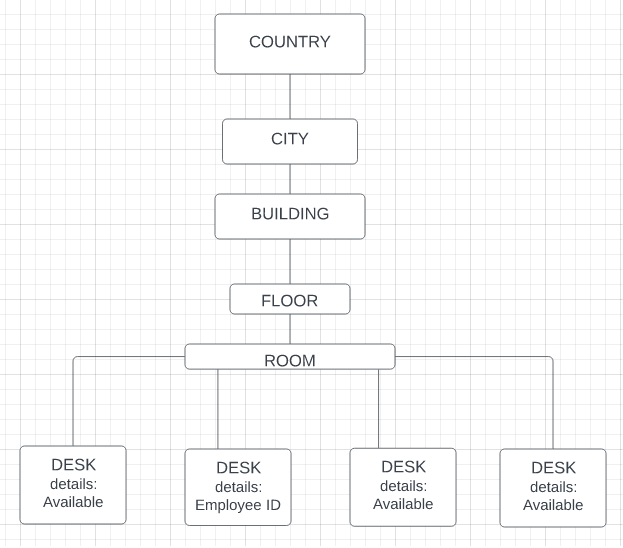 COUNTRY
CITY
BUILDING
FLOOR
ROOM
DESK
details:
Available
DESK
details:
Employee ID
DESK
details:
Available
DESK
details:
Available